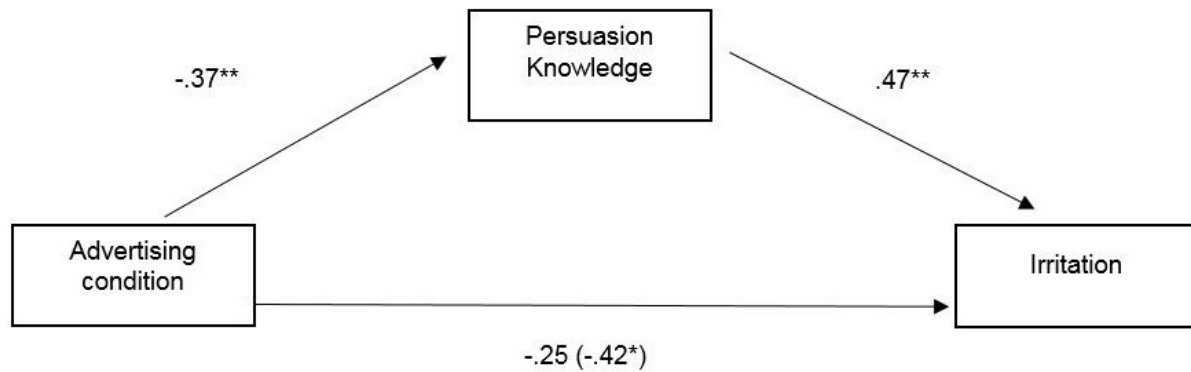 Persuasion
Knowledge
-.37**
.47**
Advertising
condition
Irritation
-.25 (-.42*)